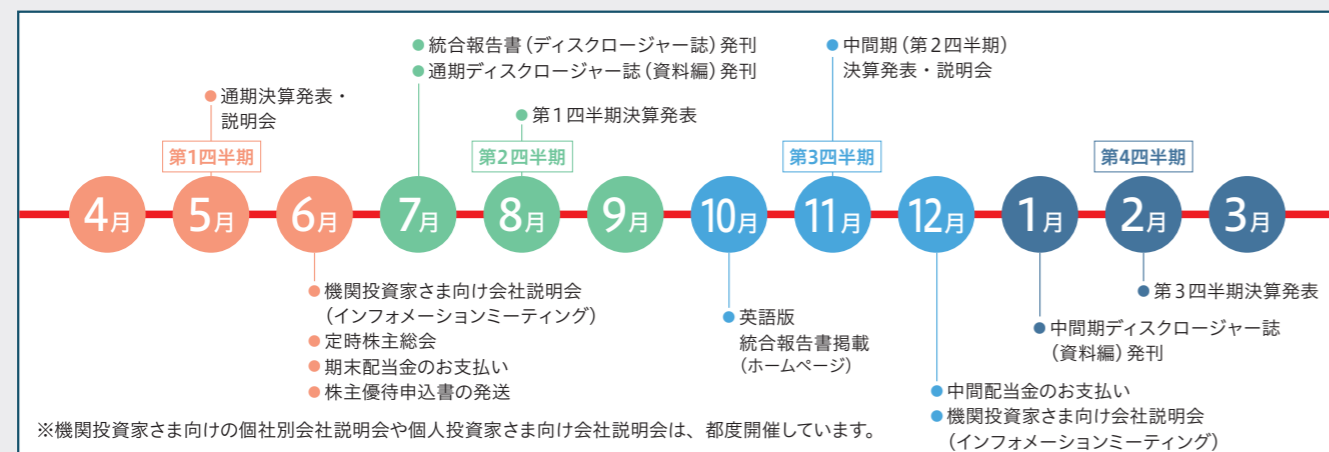 ●統合報告書（ディスクロージャー誌）発刊
●通期ディスクロージャー誌（資料編）発刊
●中間期（第2四半期）
決算発表・説明会
●通期決算発表・
説明会
●第1四半期決算発表
第1四半期
第2四半期
第3四半期
第4四半期
4月
5月
6月
7月
8月
9月
10月
11月
12月
1月
2月
3月
●機関投資家さま向け会社説明会
（インフォメーションミーティング）
●定時株主総会
●期末配当金のお支払い
●株主優待申込書の発送
●英語版
統合報告書掲載
（ホームページ）
●中間配当金のお支払い
●機関投資家さま向け会社説明会
（インフォメーションミーティング）
●中間期ディスクロージャー誌
（資料編）発刊
●第3四半期決算発表
※機関投資家さま向けの個社別会社説明会や個人投資家さま向け会社説明会は、都度開催しています。